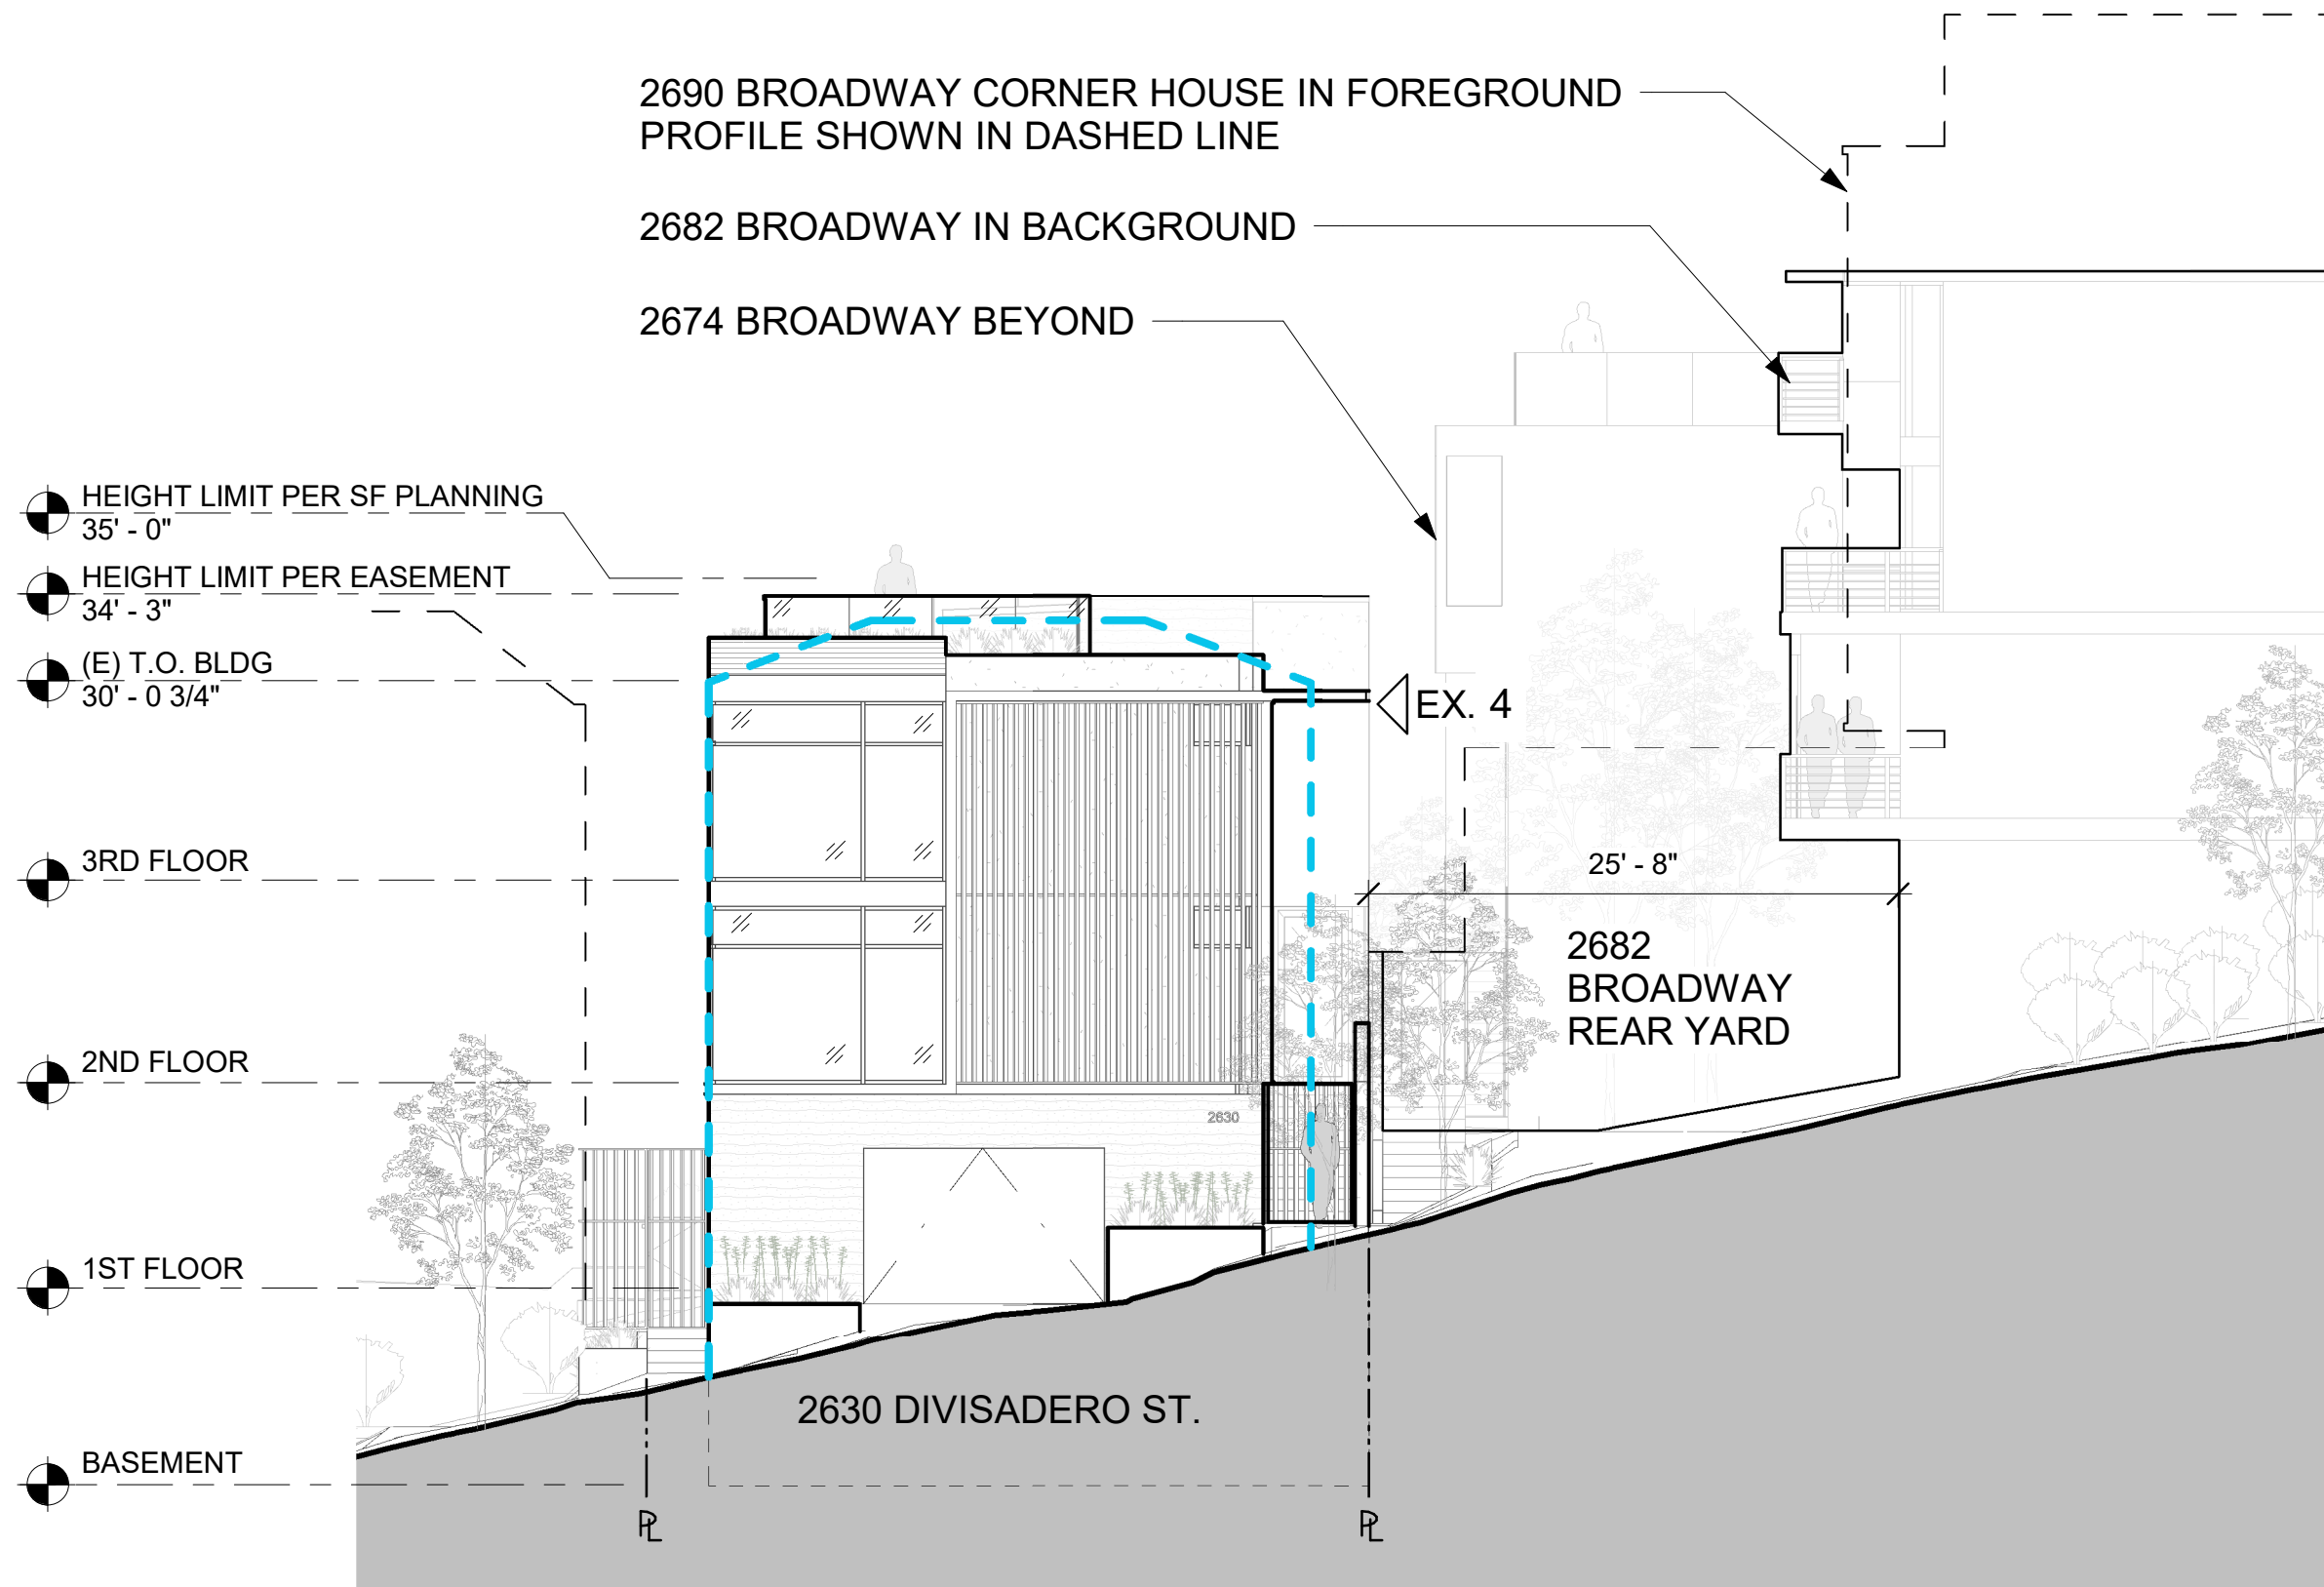 2690 BROADWAY CORNER HOUSE IN FOREGROUND
PROFILE SHOWN IN DASHED LINE
2682 BROADWAY IN BACKGROUND
2674 BROADWAY BEYOND
HEIGHT LIMIT PER SF PLANNING
35' - 0"
HEIGHT LIMIT PER EASEMENT
34' - 3"
(E) T.O. BLDG
30' - 0 3/4"
EX. 4
3RD FLOOR
25' - 8"
2682
BROADWAY
REAR YARD
2ND FLOOR
2630
1ST FLOOR
2630 DIVISADERO ST.
BASEMENT
PL
PL